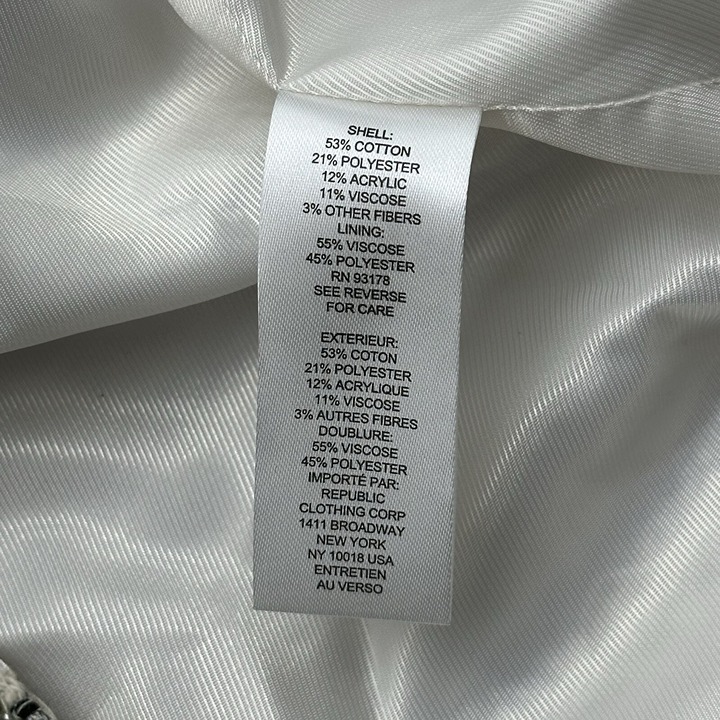 SHELL:
53% COTTON
21% POLYESTER
12% ACRYLIC
11% VISCOSE
3% OTHER FIBERS
LINING:
55% VISCOSE
45% POLYESTER
RN 93178
SEE REVERSE
FOR CARE
EXTERIEUR:
53% COTON
21% POLYESTER
12% ACRYLIQUE
11% VISCOSE
3% AUTRES FIBRES
DOUBLURE:
55% VISCOSE
45% POLYESTER
IMPORTÉ PAR:
REPUBLIC
CLOTHING CORP
1411 BROADWAY
NEW YORK
NY 10018 USA
ENTRETIEN
AU VERSO